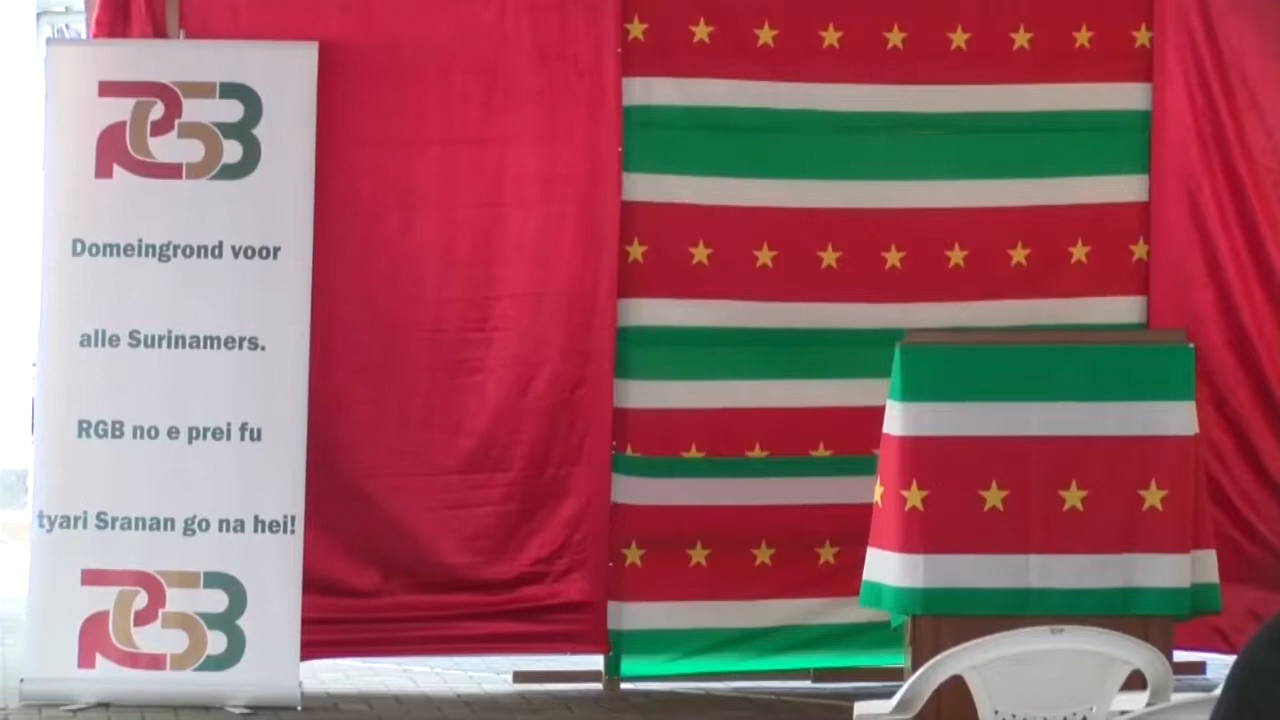 RGB
Domeingrond voor
alle Surinamers.
RGB no e prei fu
tyari Sranan go na hei!
RGB